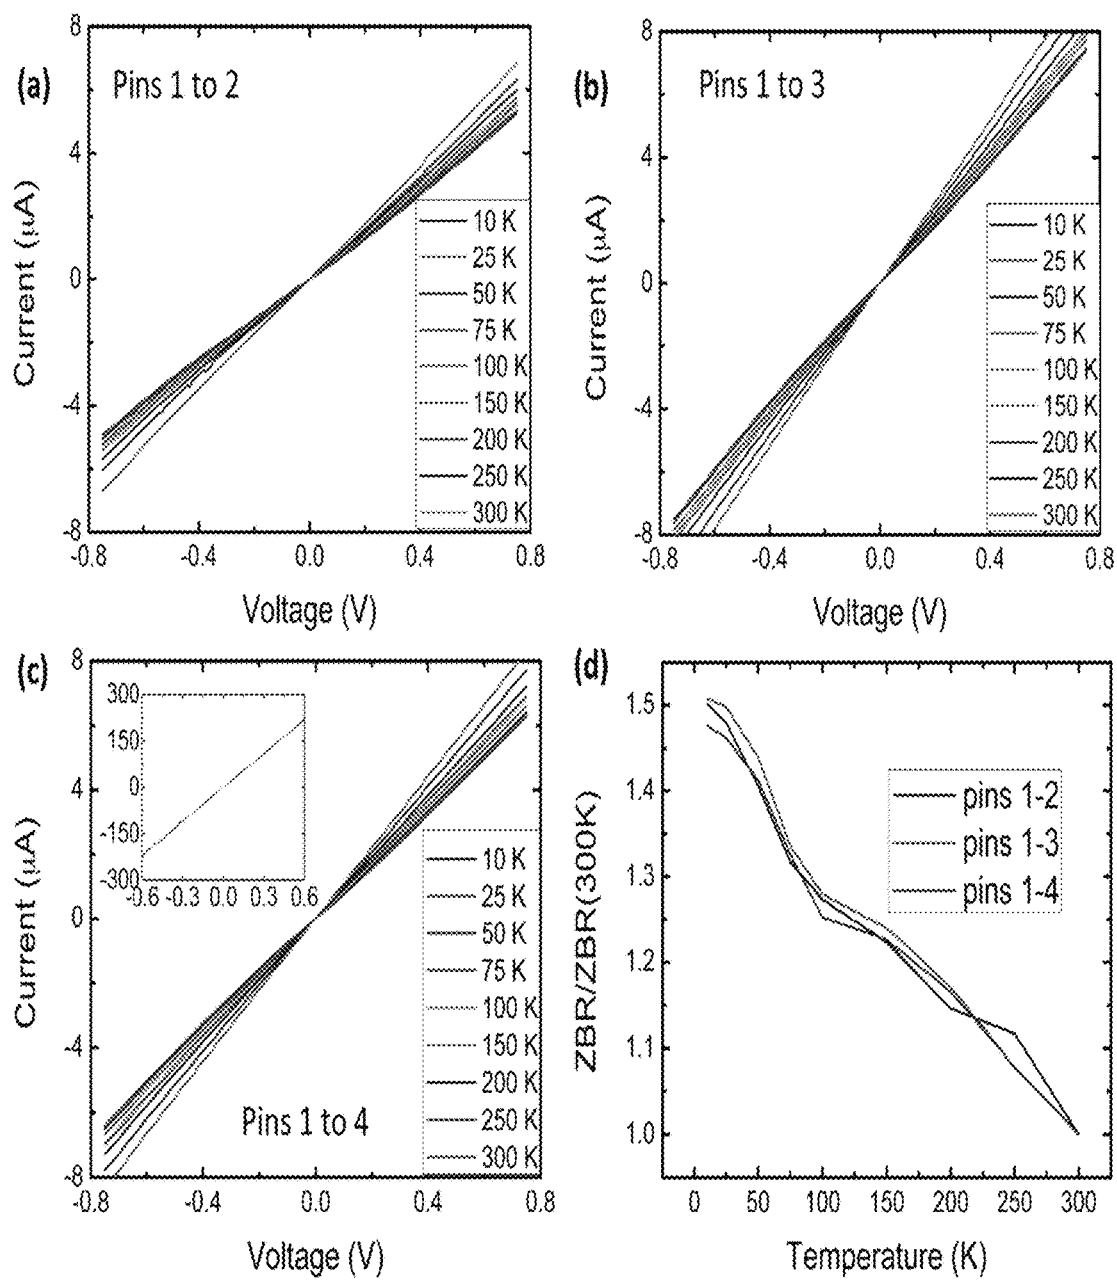 (a)
Pins 1 to 2
8
4
0
-4
-8
Current (μA)
10 K
25 K
50 K
75 K
100 K
150 K
200 K
250 K
300 K
-0.8 -0.4 0.0 0.4 0.8
Voltage (V)
(b)
Pins 1 to 3
8
4
0
-4
-8
Current (μA)
10 K
25 K
50 K
75 K
100 K
150 K
200 K
250 K
300 K
-0.8 -0.4 0.0 0.4 0.8
Voltage (V)
(c)
8
4
0
-4
-8
Current (μA)
300
150
0
-150
-300
-0.6 -0.3 0.0 0.3 0.6
10 K
25 K
50 K
75 K
100 K
150 K
200 K
250 K
300 K
Pins 1 to 4
-0.8 -0.4 0.0 0.4 0.8
Voltage (V)
(d)
1.5
1.4
1.3
1.2
1.1
1.0
ZBR/ZBR(300K)
pins 1-2
pins 1-3
pins 1-4
0 50 100 150 200 250 300
Temperature (K)